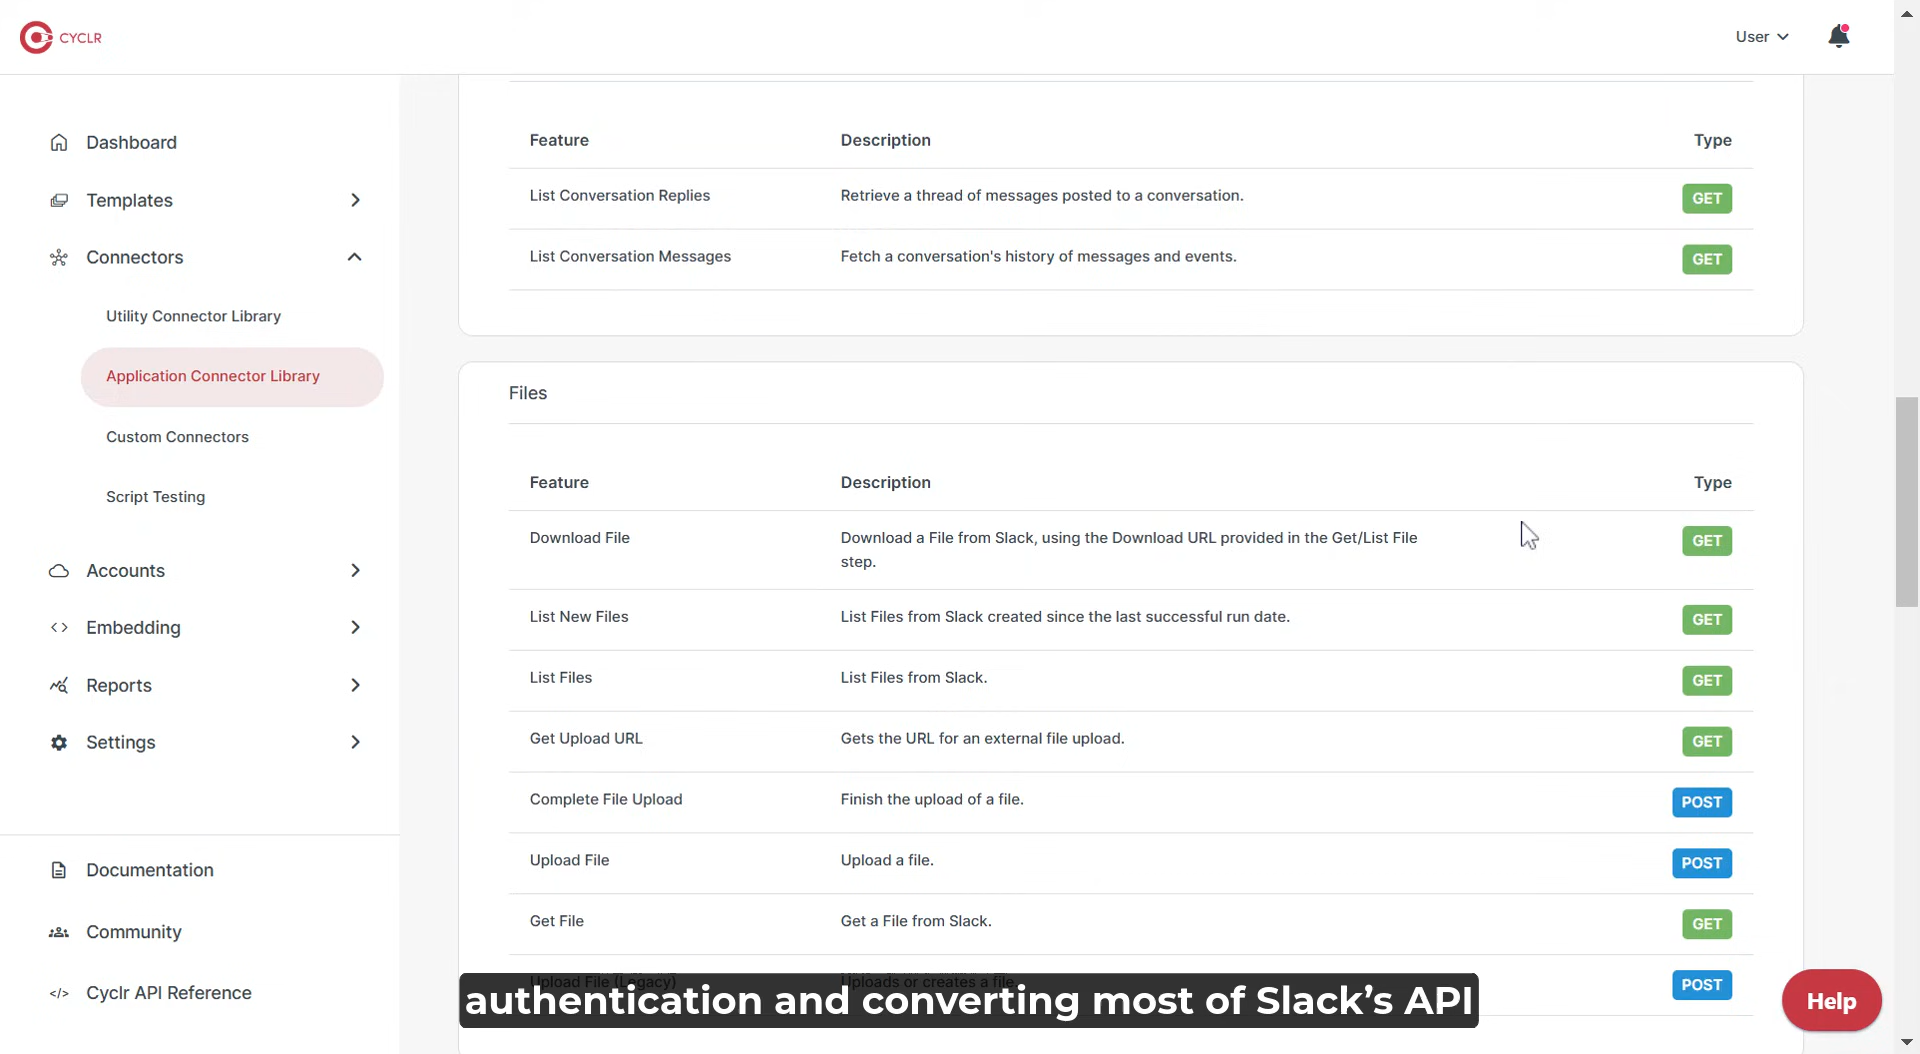 CYCLR
User
Dashboard
Templates
Connectors
Utility Connector Library
Application Connector Library
Custom Connectors
Script Testing
Accounts
Embedding
Reports
Settings
Documentation
Community
Cyclr API Reference
Feature Description Type
List Conversation Replies Retrieve a thread of messages posted to a conversation. GET
List Conversation Messages Fetch a conversation's history of messages and events. GET
Files
Feature Description Type
Download File Download a File from Slack, using the Download URL provided in the Get/List File GET
step.
List New Files List Files from Slack created since the last successful run date. GET
List Files List Files from Slack. GET
Get Upload URL Gets the URL for an external file upload. GET
Complete File Upload Finish the upload of a file. POST
Upload File Upload a file. POST
Get File Get a File from Slack. GET
Upload File (Legacy) Uploads or creates a file. POST
authentication and converting most of Slack’s API
Help